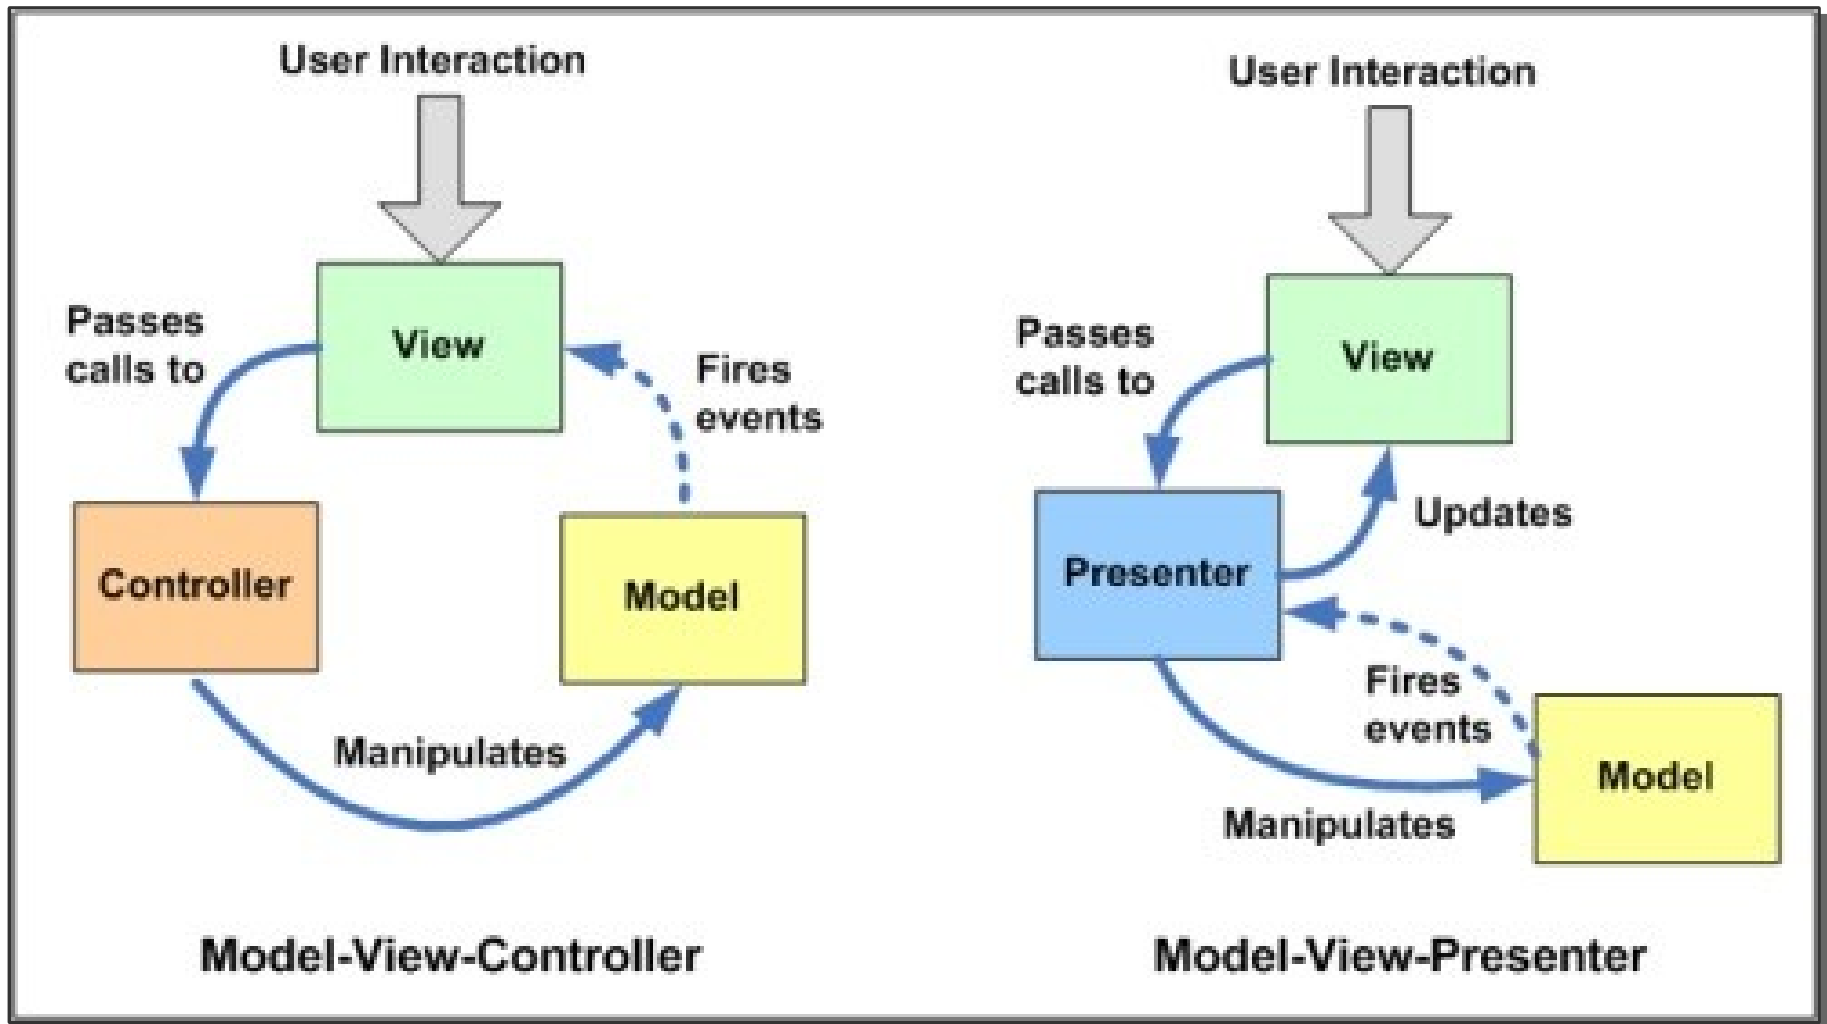 User Interaction
Passes
calls to
View
Fires
events
Controller
Model
Manipulates
Model-View-Controller
User Interaction
Passes
calls to
View
Updates
Presenter
Fires
events
Model
Manipulates
Model-View-Presenter